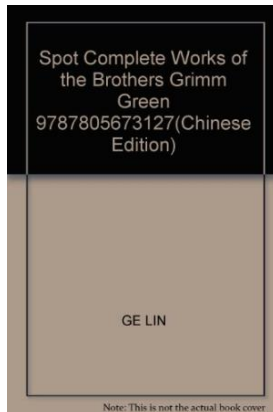 Spot Complete Works of
the Brothers Grimm
Green
9787805673127(Chinese
Edition)
GE LIN
Note: This is not the actual book cover